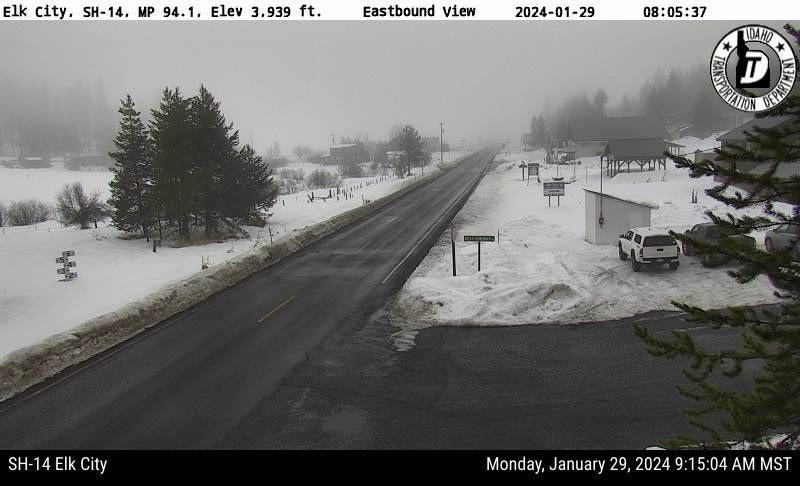 Elk City, SH-14, MP 94.1, Elev 3,939 ft. Eastbound View 2024-01-29 08:05:37
IDAHO
TRANSPORTATION DEPARTMENT
SH-14 Elk City Monday, January 29, 2024 9:15:04 AM MST